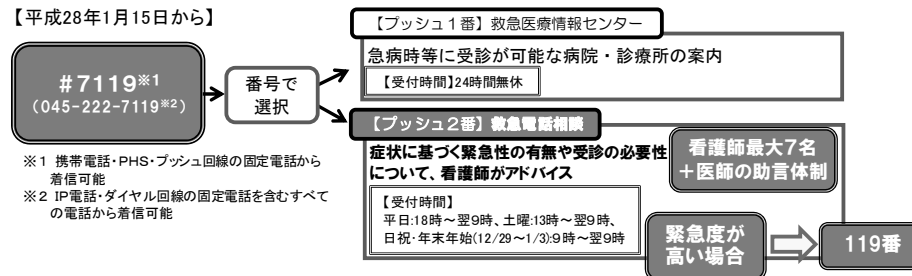 【平成28年1月15日から】
#7119※1
(045-222-7119※2)
※1 携帯電話・PHS・プッシュ回線の固定電話から
着信可能
※2 IP電話・ダイヤル回線の固定電話を含むすべて
の電話から着信可能
番号で
選択
【プッシュ1番】救急医療情報センター
急病時等に受診が可能な病院・診療所の案内
【受付時間】24時間無休
【プッシュ2番】救急電話相談
症状に基づく緊急性の有無や受診の必要性
について、看護師がアドバイス
【受付時間】
平日:18時～翌9時、土曜:13時～翌9時、
日祝・年末年始(12/29～1/3):9時～翌9時
看護師最大7名
+医師の助言体制
緊急度が
高い場合
119番